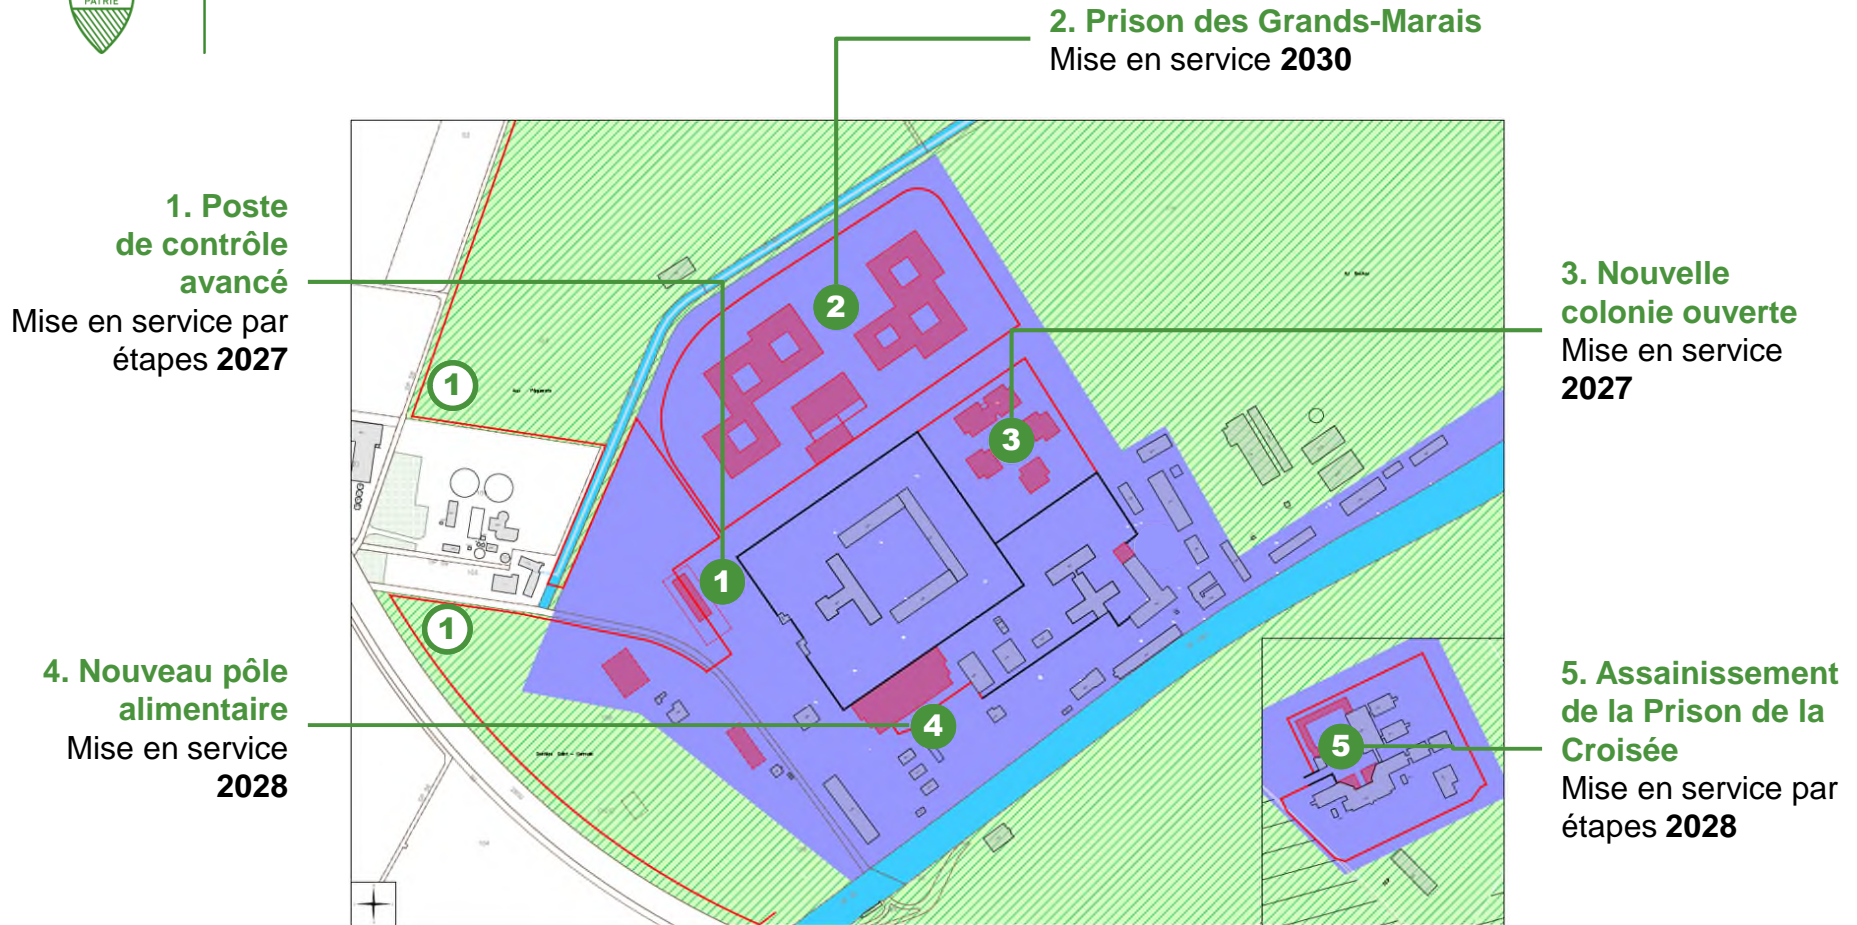 PATRIE
2. Prison des Grands-Marais
Mise en service 2030
1. Poste
de contrôle
avancé
Mise en service par
étapes 2027
3. Nouvelle
colonie ouverte
Mise en service
2027
4. Nouveau pôle
alimentaire
Mise en service
2028
5. Assainissement
de la Prison de la
Croisée
Mise en service par
étapes 2028
2
1
3
1
1
4
5